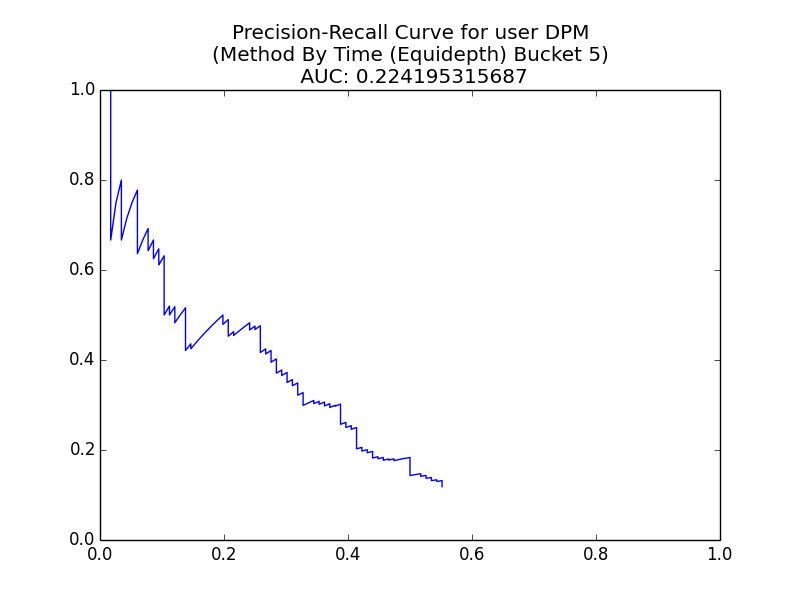 Precision-Recall Curve for user DPM
(Method By Time (Equidepth) Bucket 5)
AUC: 0.224195315687
1.0
0.8
0.6
0.4
0.2
0.0
0.0 0.2 0.4 0.6 0.8 1.0